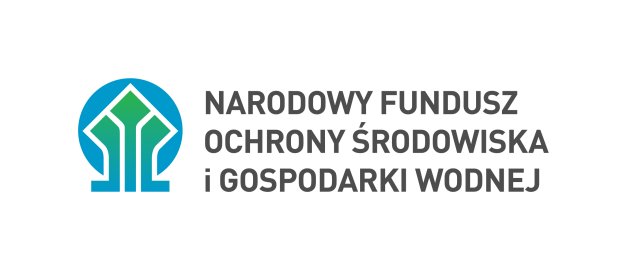 NARODOWY FUNDUSZ
OCHRONY ŚRODOWISKA
i GOSPODARKI WODNEJ